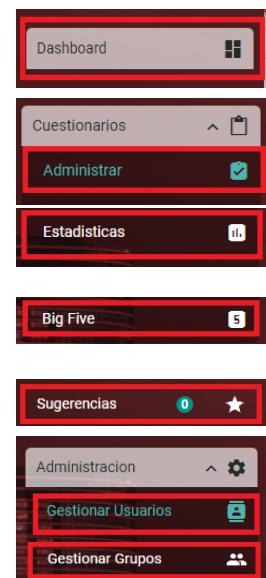 Dashboard
Cuestionarios
Administrar
Estadisticas
Big Five 5
Sugerencias 0
Administracion
Gestionar Usuarios
Gestionar Grupos